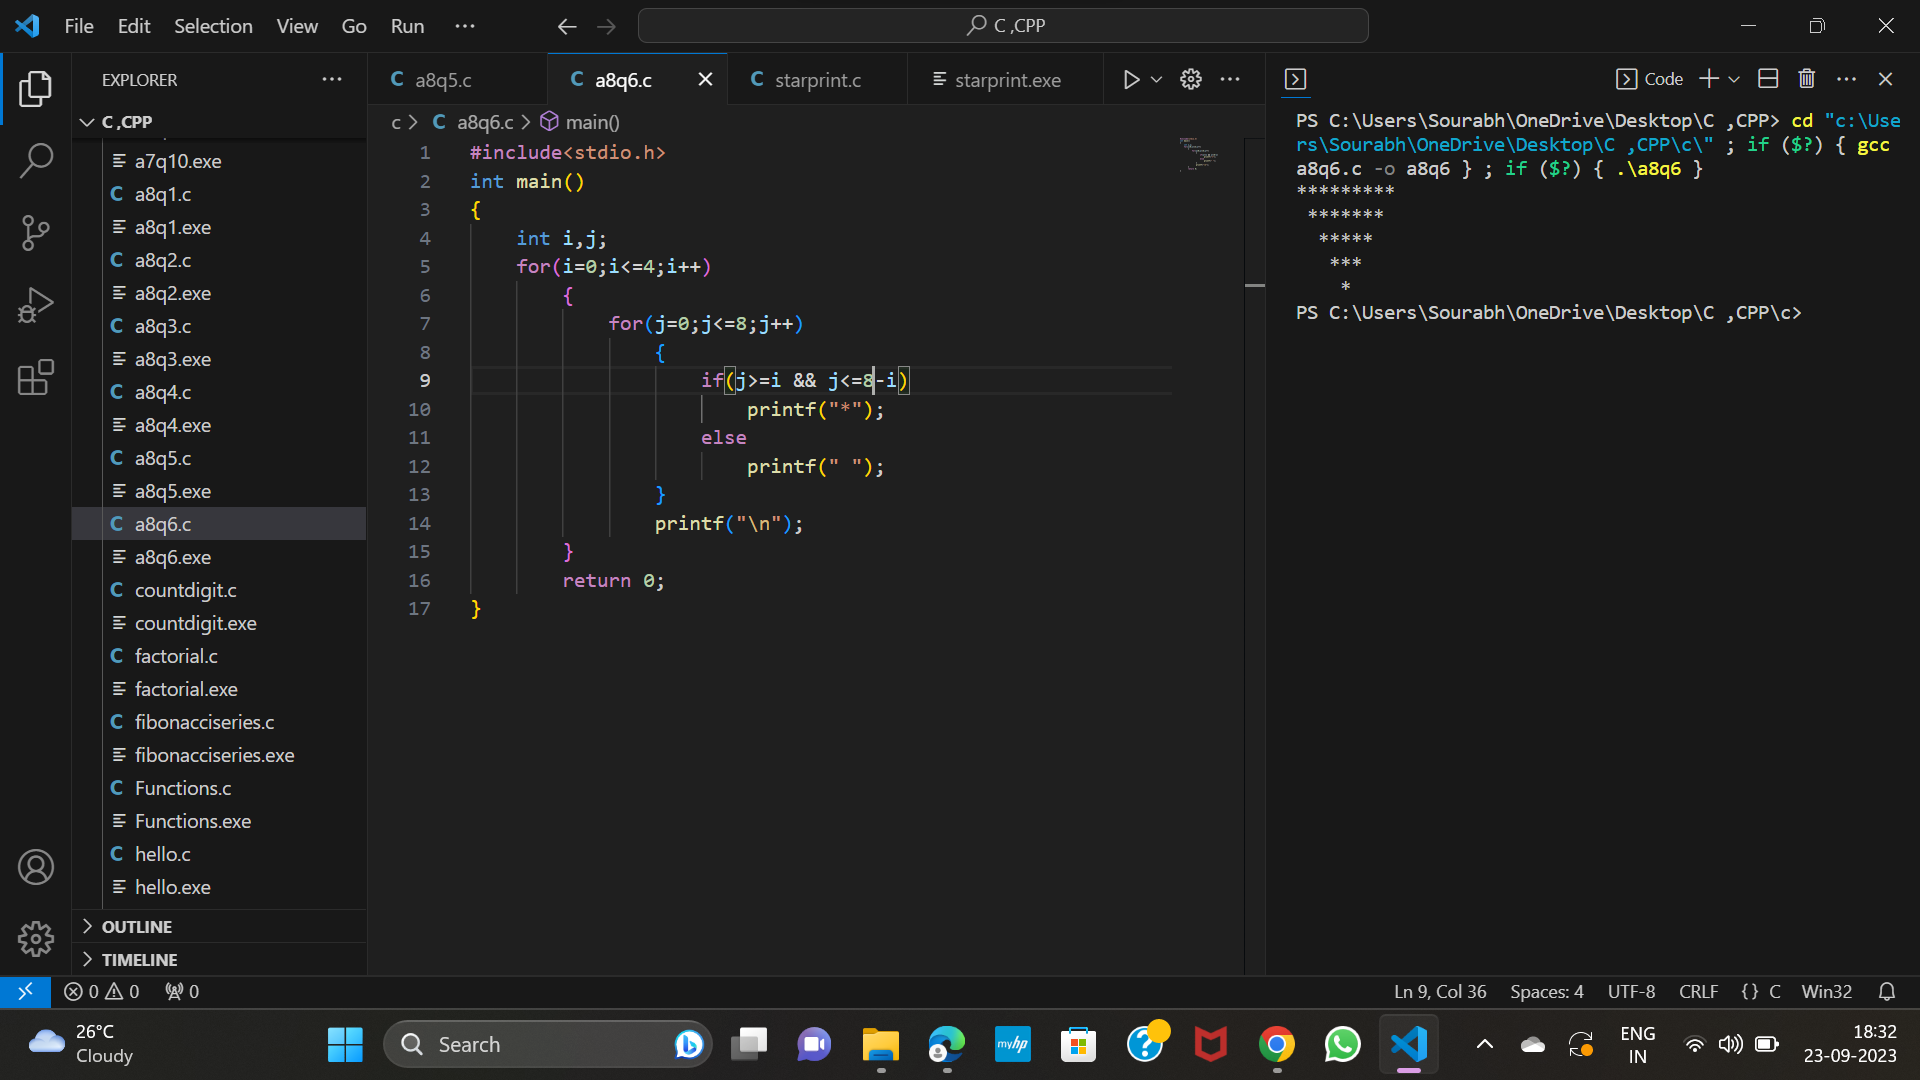 File Edit Selection View Go Run ··· C ,CPP
EXPLORER ···
C ,CPP
a7q10.exe
a8q1.c
a8q1.exe
a8q2.c
a8q2.exe
a8q3.c
a8q3.exe
a8q4.c
a8q4.exe
a8q5.c
a8q5.exe
a8q6.c
a8q6.exe
countdigit.c
countdigit.exe
factorial.c
factorial.exe
fibonacciseries.c
fibonacciseries.exe
Functions.c
Functions.exe
hello.c
hello.exe
OUTLINE
TIMELINE
C a8q5.c C a8q6.c C starprint.c starprint.exe
c > C a8q6.c > main()
1 #include<stdio.h>
2 int main()
3 {
4 int i,j;
5 for(i=0;i<=4;i++)
6 {
7 for(j=0;j<=8;j++)
8 {
9 if(j>=i && j<=8-i)
10 printf("*");
11 else
12 printf(" ");
13 }
14 printf("\n");
15 }
16 return 0;
17 }
Code
PS C:\Users\Sourabh\OneDrive\Desktop\C ,CPP> cd "c:\Use
rs\Sourabh\OneDrive\Desktop\C ,CPP\c\" ; if ($?) { gcc
a8q6.c -o a8q6 } ; if ($?) { .\a8q6 }
*********
 *******
  *****
   ***
    *
PS C:\Users\Sourabh\OneDrive\Desktop\C ,CPP\c>
0 0 0 Ln 9, Col 36 Spaces: 4 UTF-8 CRLF {} C Win32
26°C
Cloudy
Search
myhp
ENG
IN
18:32
23-09-2023